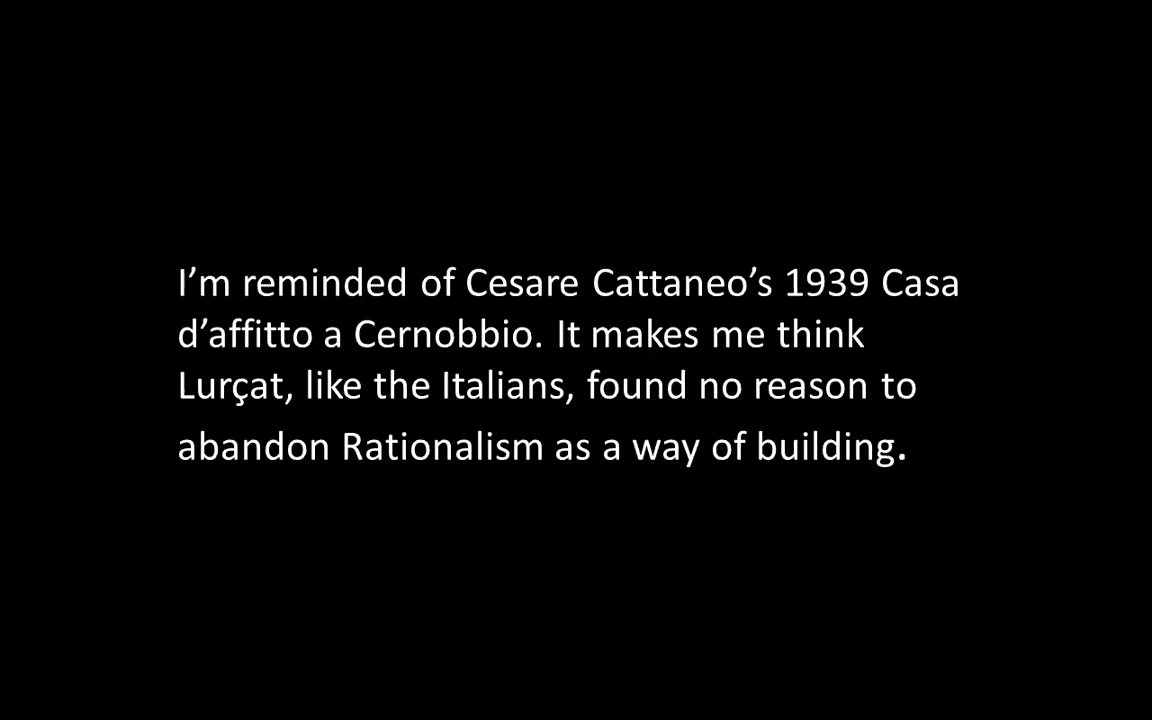 I’m reminded of Cesare Cattaneo’s 1939 Casa
d’affitto a Cernobbio. It makes me think
Lurçat, like the Italians, found no reason to
abandon Rationalism as a way of building.